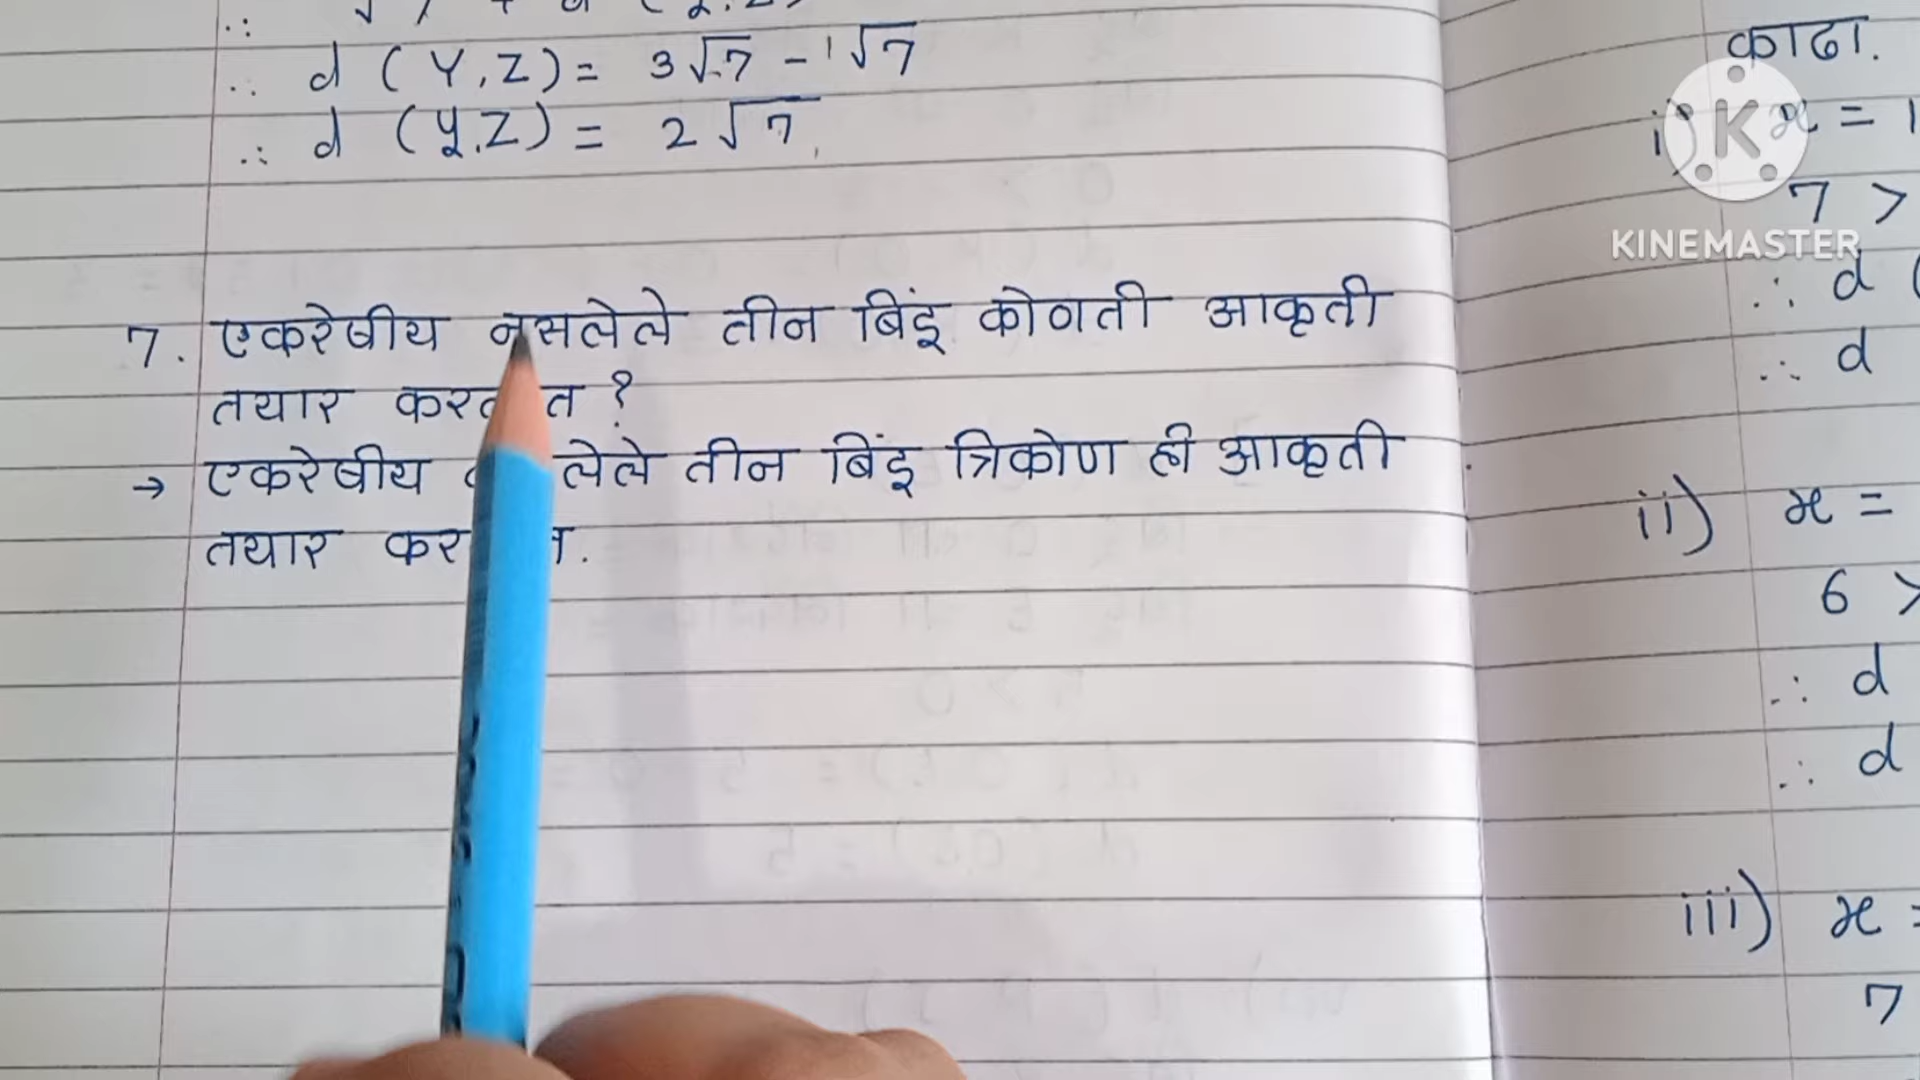 ∴ d (Y,Z) = 3√7 - 1√7
∴ d (Y,Z) = 2√7
7. एकरेषीय नसलेले तीन बिंदू कोणती आकृती
तयार करतात ?
→ एकरेषीय तीन बिंदू त्रिकोण ही आकृती
तयार
काढा.
i) x = 1
7 >
∴ d (
∴ d
ii) x =
6 >
∴ d
∴ d
iii) x =
7
KINEMASTER